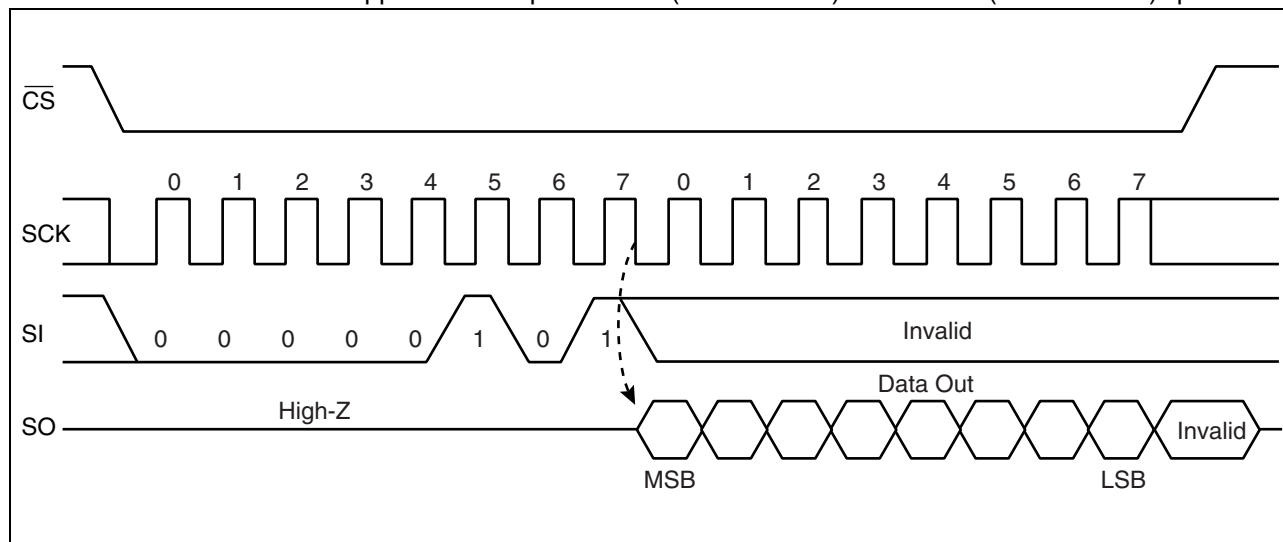 CS
0 1 2 3 4 5 6 7 0 1 2 3 4 5 6 7
SCK
SI
0 0 0 0 0 1 0 1
Invalid
Data Out
High-Z
SO
Invalid
MSB
LSB